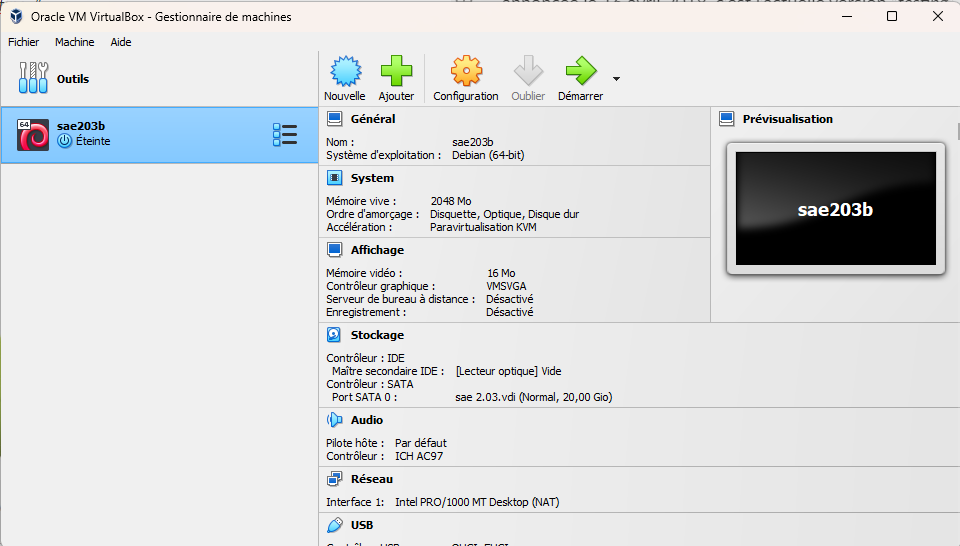 Oracle VM VirtualBox - Gestionnaire de machines
Fichier Machine Aide
Outils
Nouvelle Ajouter Configuration Oublier Démarrer
64
sae203b
Éteinte
Général
Nom : sae203b
Système d'exploitation : Debian (64-bit)
System
Mémoire vive : 2048 Mo
Ordre d'amorçage : Disquette, Optique, Disque dur
Accélération : Paravirtualisation KVM
Affichage
Mémoire vidéo : 16 Mo
Contrôleur graphique : VMSVGA
Serveur de bureau à distance : Désactivé
Enregistrement : Désactivé
Prévisualisation
sae203b
Stockage
Contrôleur : IDE
Maître secondaire IDE : [Lecteur optique] Vide
Contrôleur : SATA
Port SATA 0 : sae 2.03.vdi (Normal, 20,00 Gio)
Audio
Pilote hôte : Par défaut
Contrôleur : ICH AC97
Réseau
Interface 1: Intel PRO/1000 MT Desktop (NAT)
USB